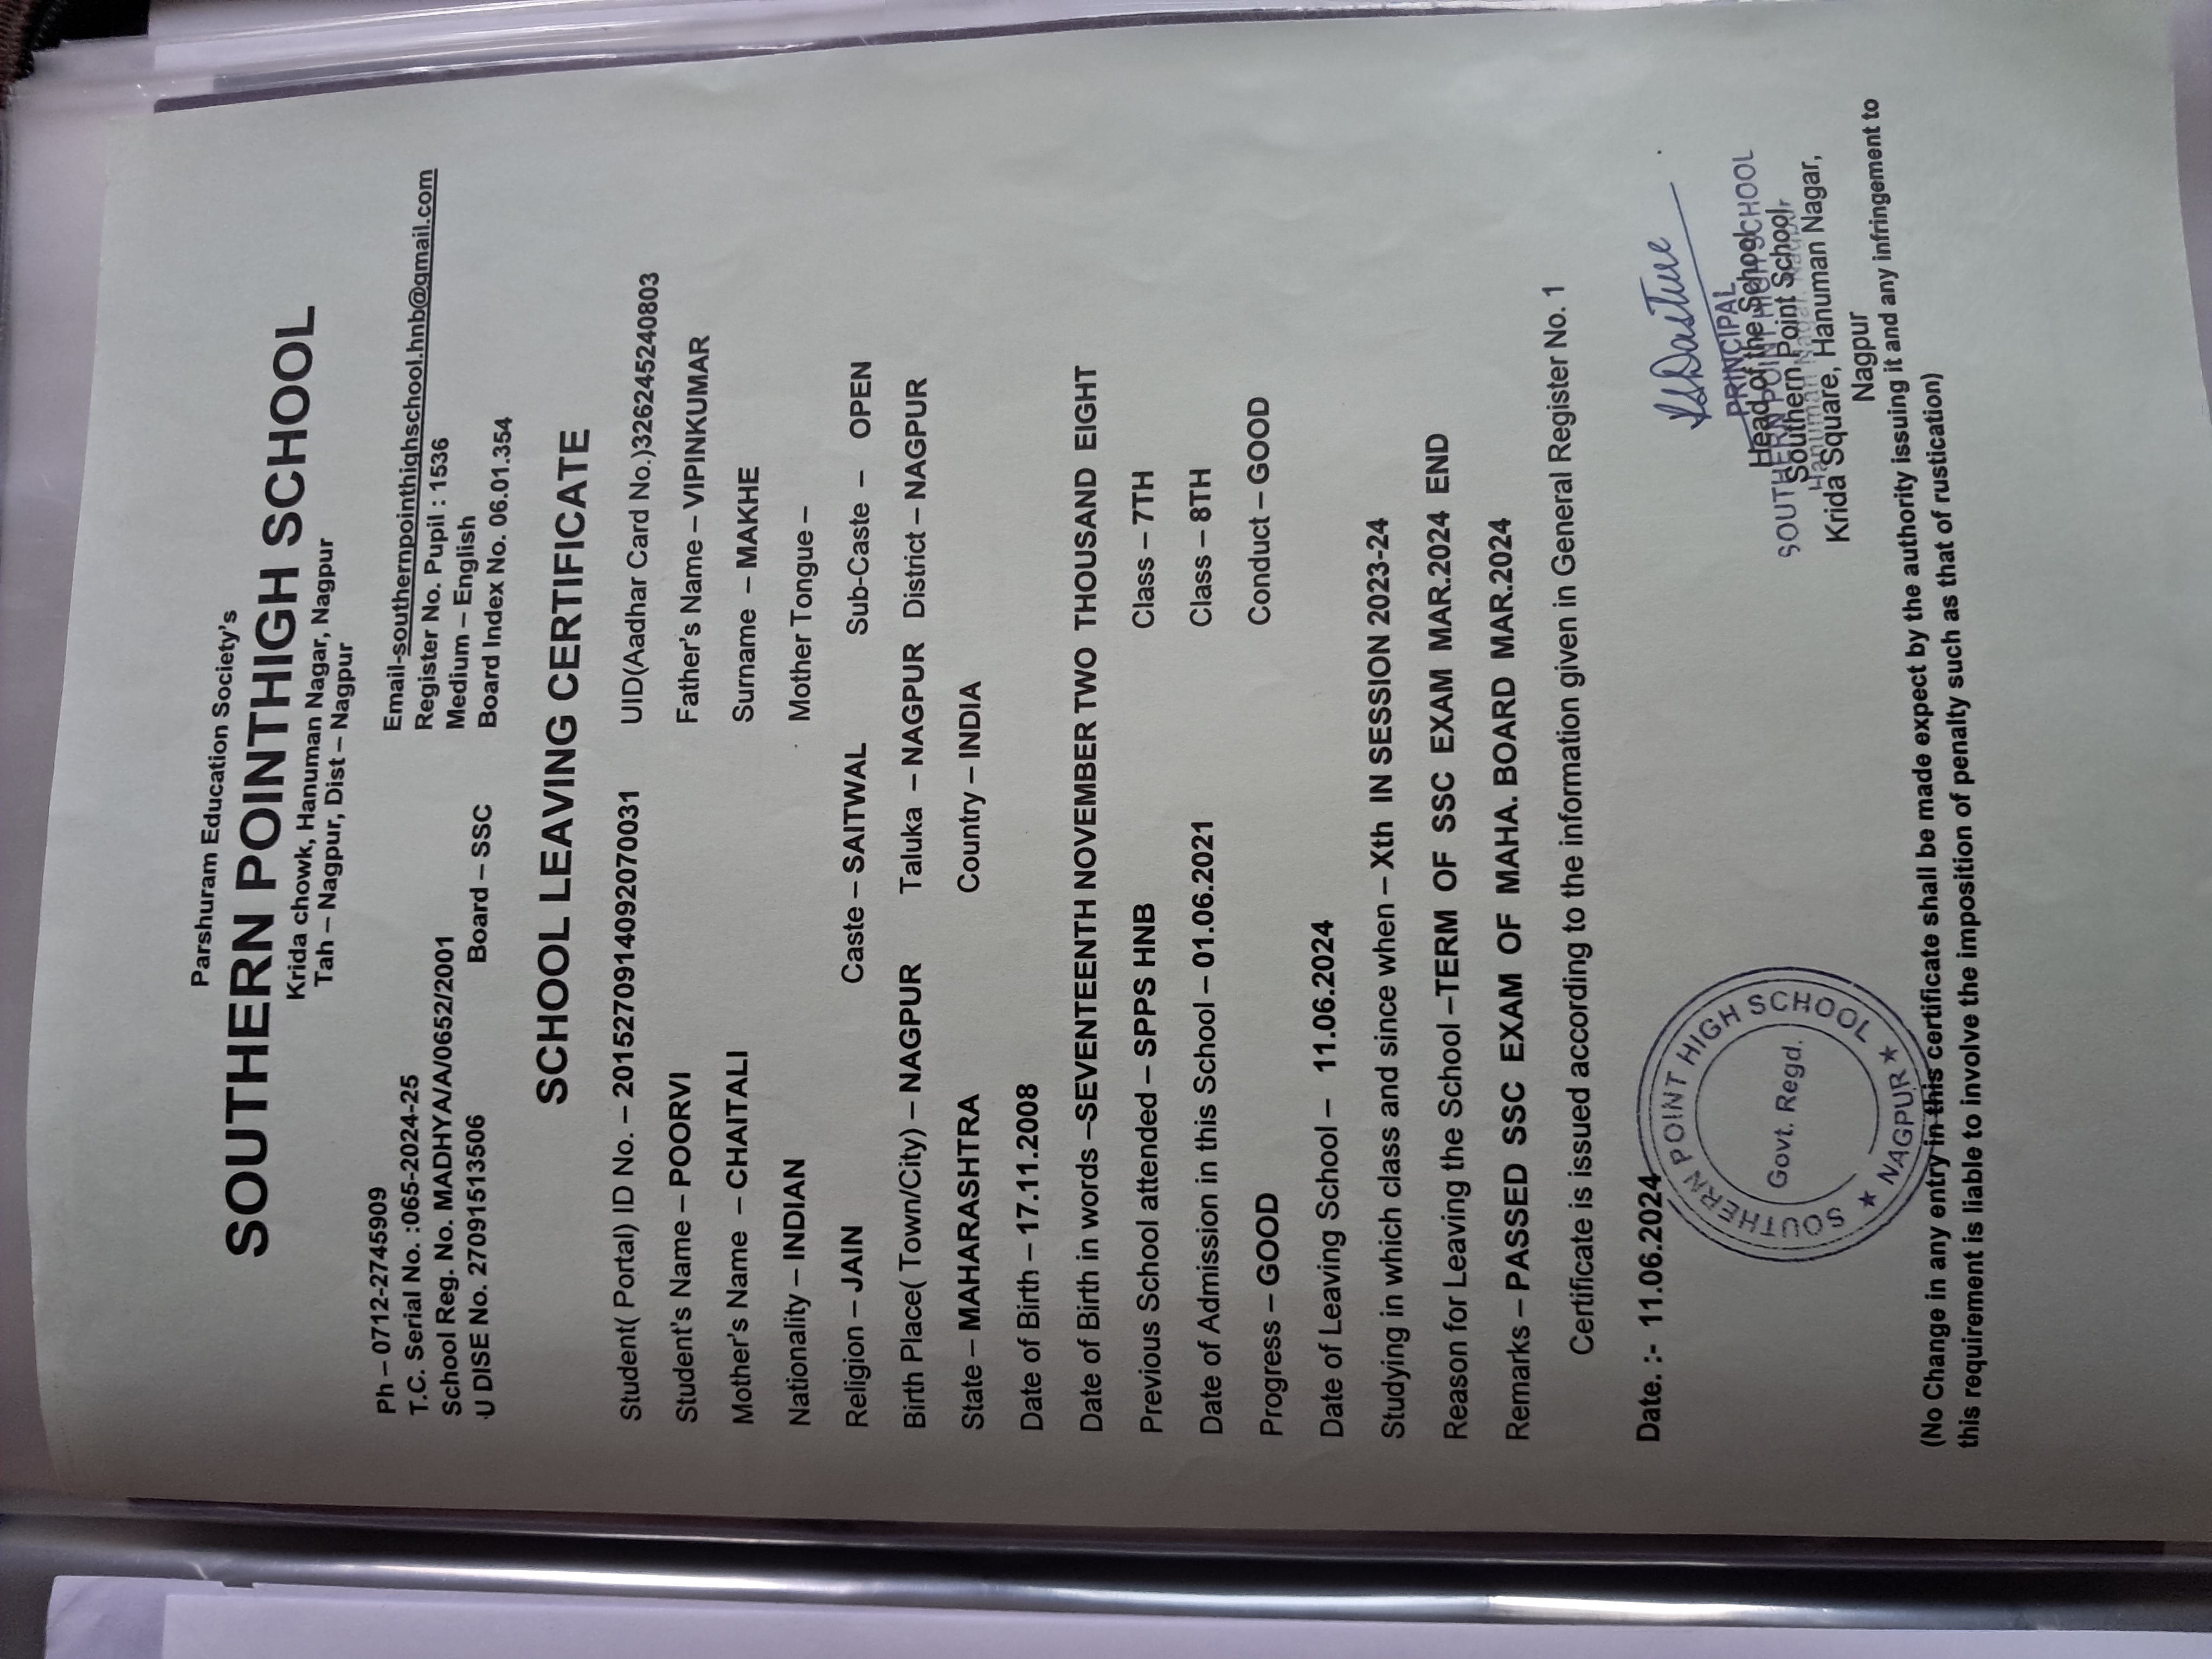 Parshuram Education Society's
SOUTHERN POINTHIGH SCHOOL
Krida chowk, Hanuman Nagar, Nagpur
Tah – Nagpur, Dist – Nagpur
Ph – 0712-2745909 Email-southernpointhighschool.hnb@gmail.com
T.C. Serial No. :065-2024-25 Register No. Pupil : 1536
School Reg. No. MADHYA/A/0652/2001 Medium – English
U DISE No. 270915113506 Board – SSC Board Index No. 06.01.354
SCHOOL LEAVING CERTIFICATE
Student( Portal) ID No. – 2015270914092070031 UID(Aadhar Card No.)326245240803
Student's Name – POORVI Father's Name – VIPINKUMAR
Mother's Name – CHAITALI Surname – MAKHE
Nationality – INDIAN Mother Tongue –
Religion – JAIN Caste – SAITWAL Sub-Caste – OPEN
Birth Place( Town/City) – NAGPUR Taluka – NAGPUR District – NAGPUR
State – MAHARASHTRA Country – INDIA
Date of Birth – 17.11.2008
Date of Birth in words –SEVENTEENTH NOVEMBER TWO THOUSAND EIGHT
Previous School attended – SPPS HNB Class – 7TH
Date of Admission in this School – 01.06.2021 Class – 8TH
Progress – GOOD Conduct – GOOD
Date of Leaving School – 11.06.2024
Studying in which class and since when – Xth IN SESSION 2023-24
Reason for Leaving the School –TERM OF SSC EXAM MAR.2024 END
Remarks – PASSED SSC EXAM OF MAHA. BOARD MAR.2024
Certificate is issued according to the information given in General Register No. 1
Date. :- 11.06.2024
SOUTHERN POINT HIGH SCHOOL
★ NAGPUR ★
Govt. Regd.
PRINCIPAL
SOUTHERN POINT HIGH SCHOOL
Hanuman Nagar, Nagpur
Head of the School
Southern Point School,
Krida Square, Hanuman Nagar,
Nagpur
(No Change in any entry in this certificate shall be made expect by the authority issuing it and any infringement to
this requirement is liable to involve the imposition of penalty such as that of rustication)